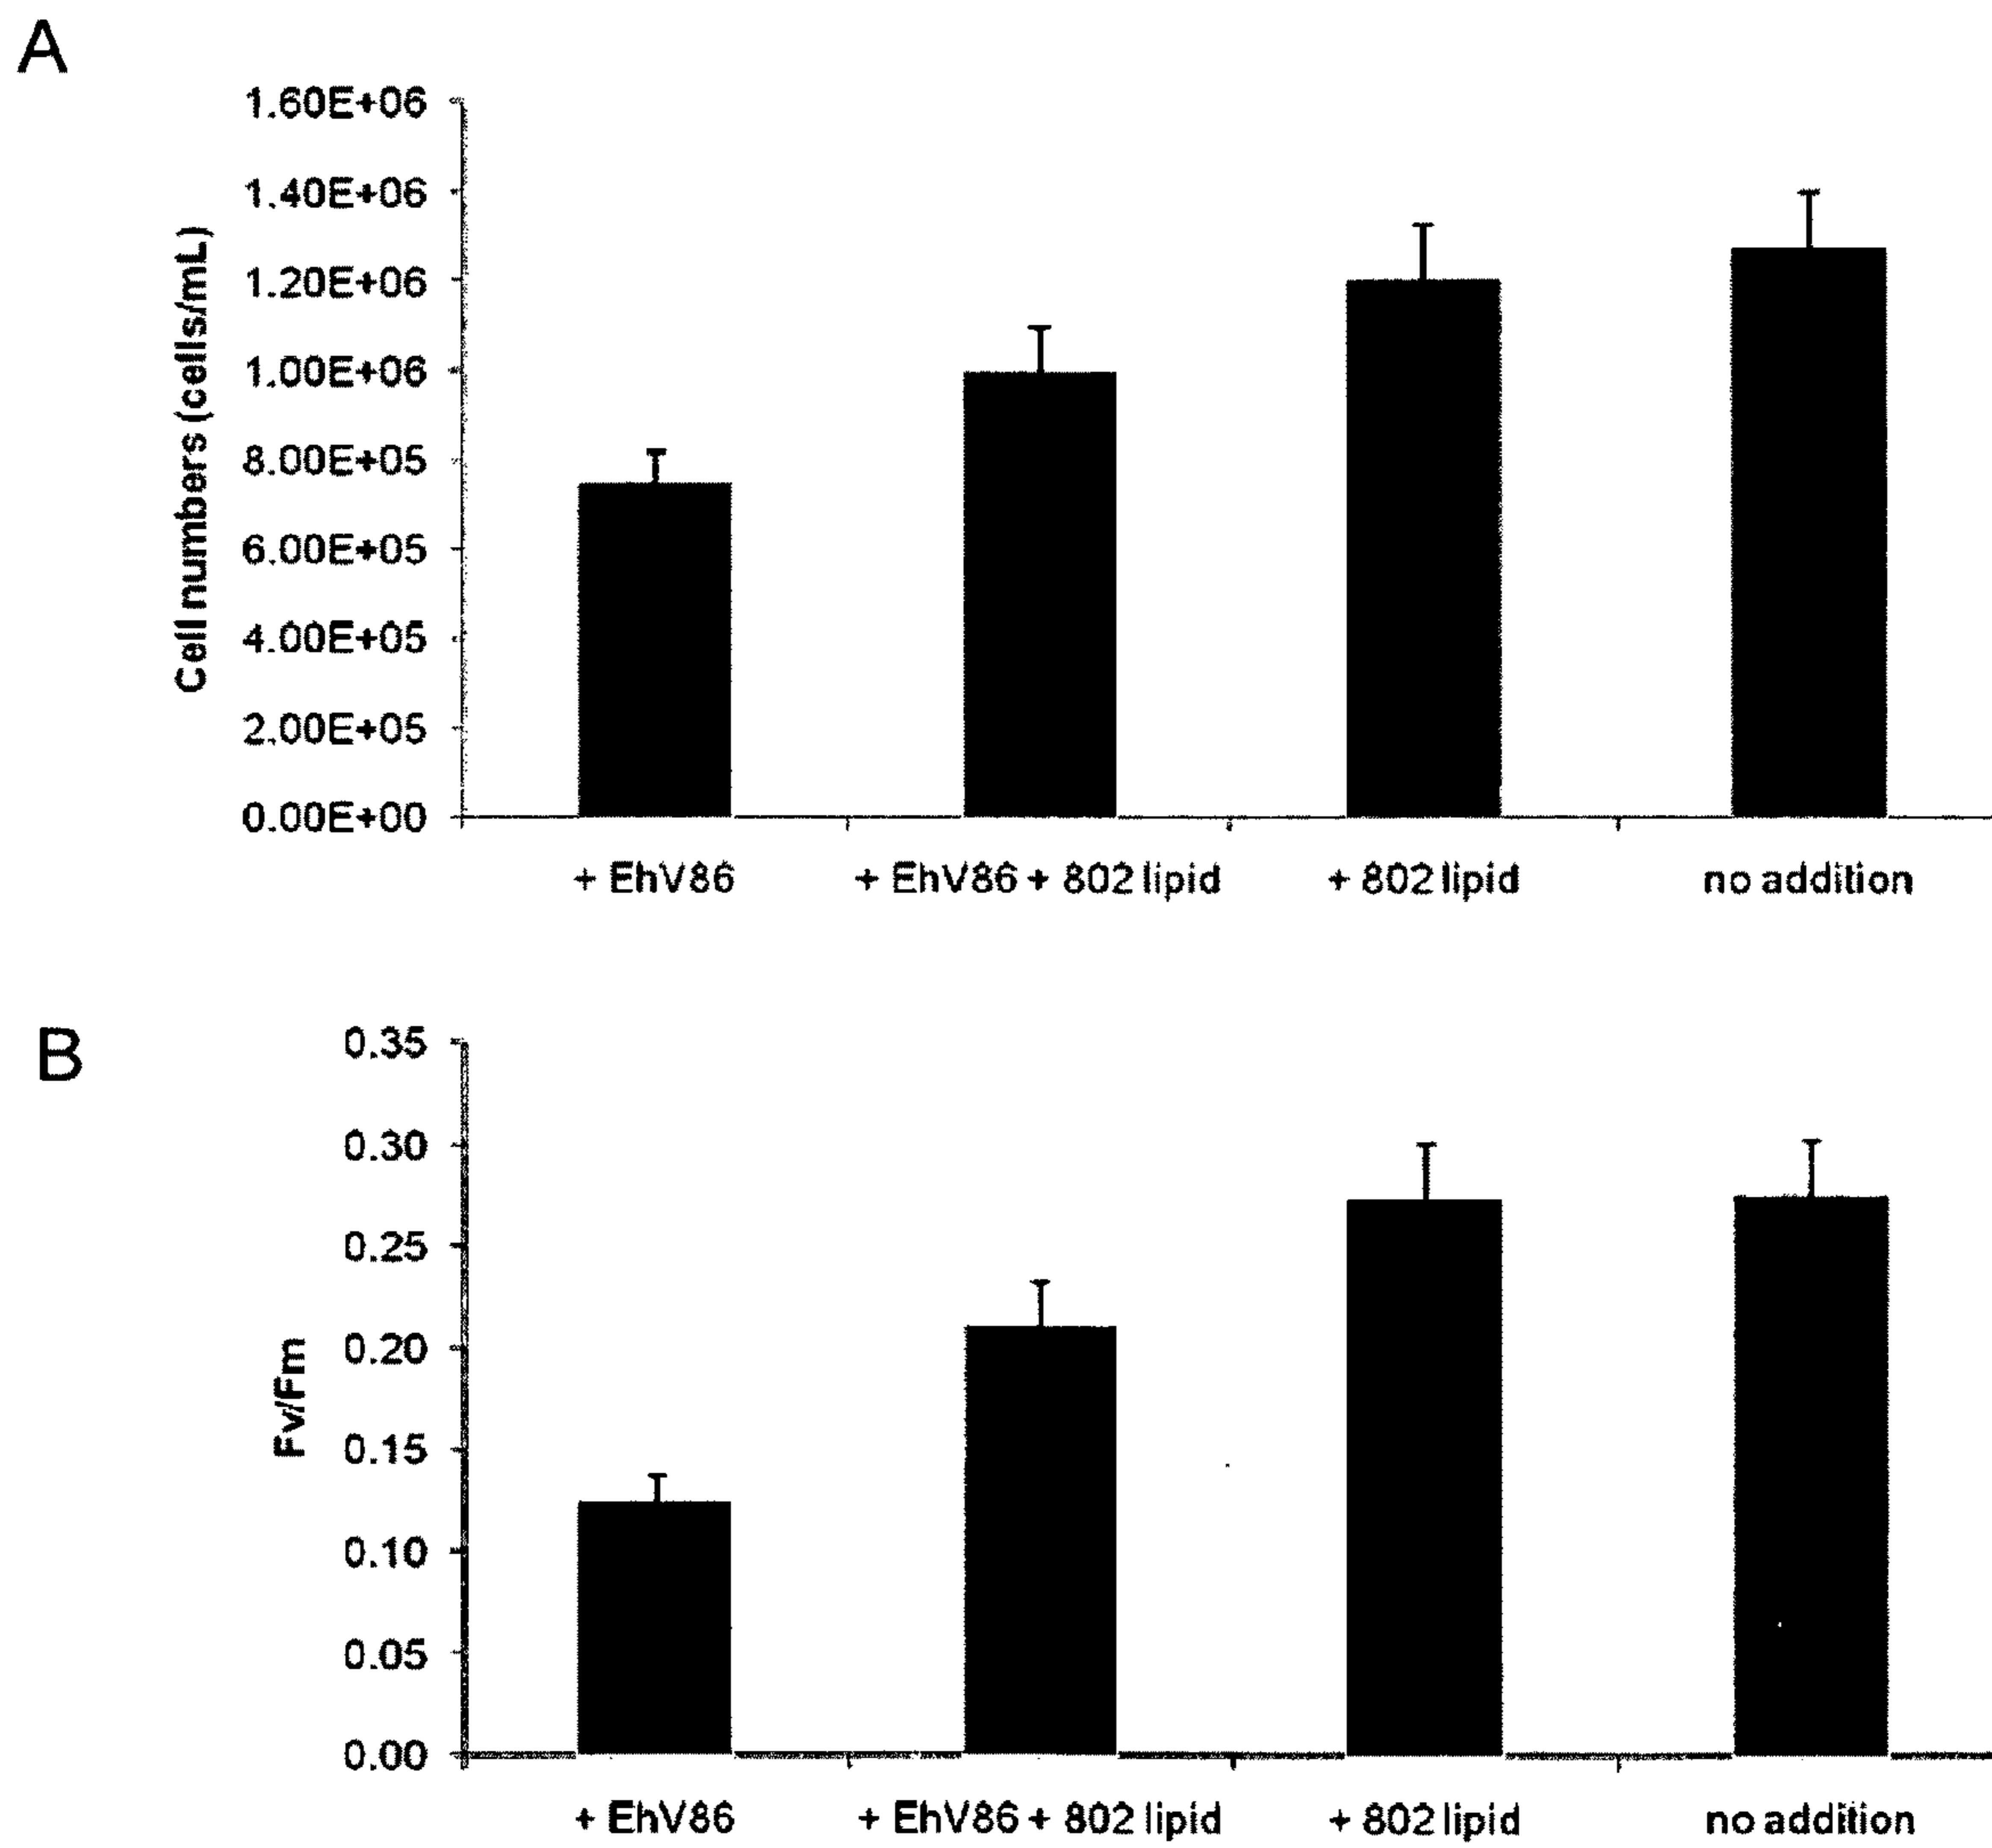 A
1.60E+06
1.40E+06
1.20E+06
1.00E+06
8.00E+05
6.00E+05
4.00E+05
2.00E+05
0.00E+00
Cell numbers (cells/mL)
+ EhV86 + EhV86 + 802 lipid + 802 lipid no addition
B
0.35
0.30
0.25
0.20
0.15
0.10
0.05
0.00
Fv/Fm
+ EhV86 + EhV86 + 802 lipid + 802 lipid no addition